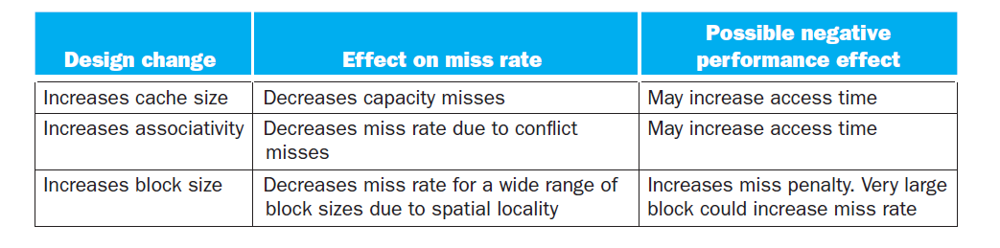 Design change
Effect on miss rate
Possible negative
performance effect
Increases cache size
Decreases capacity misses
May increase access time
Increases associativity
Decreases miss rate due to conflict
misses
May increase access time
Increases block size
Decreases miss rate for a wide range of
block sizes due to spatial locality
Increases miss penalty. Very large
block could increase miss rate